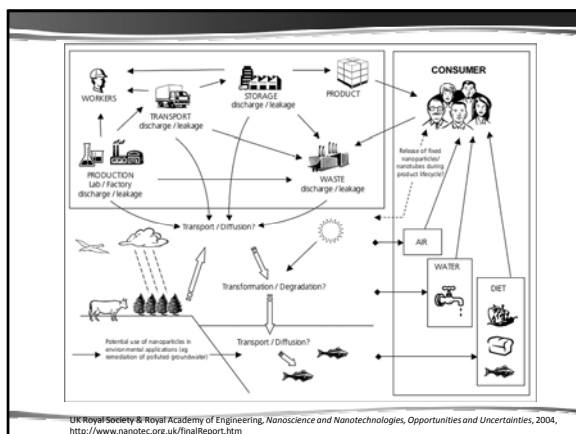 WORKERS
TRANSPORT
discharge / leakage
STORAGE
discharge / leakage
PRODUCT
PRODUCTION
Lab / Factory
discharge / leakage
WASTE
discharge / leakage
CONSUMER
Release of fixed
nanoparticles/
nanotubes during
product lifecycle?
Transport / Diffusion?
AIR
WATER
DIET
Transformation / Degradation?
Potential use of nanoparticles in
environmental applications (eg
remediation of polluted groundwater)
Transport / Diffusion?
UK Royal Society & Royal Academy of Engineering, Nanoscience and Nanotechnologies, Opportunities and Uncertainties, 2004,
http://www.nanotec.org.uk/finalReport.htm